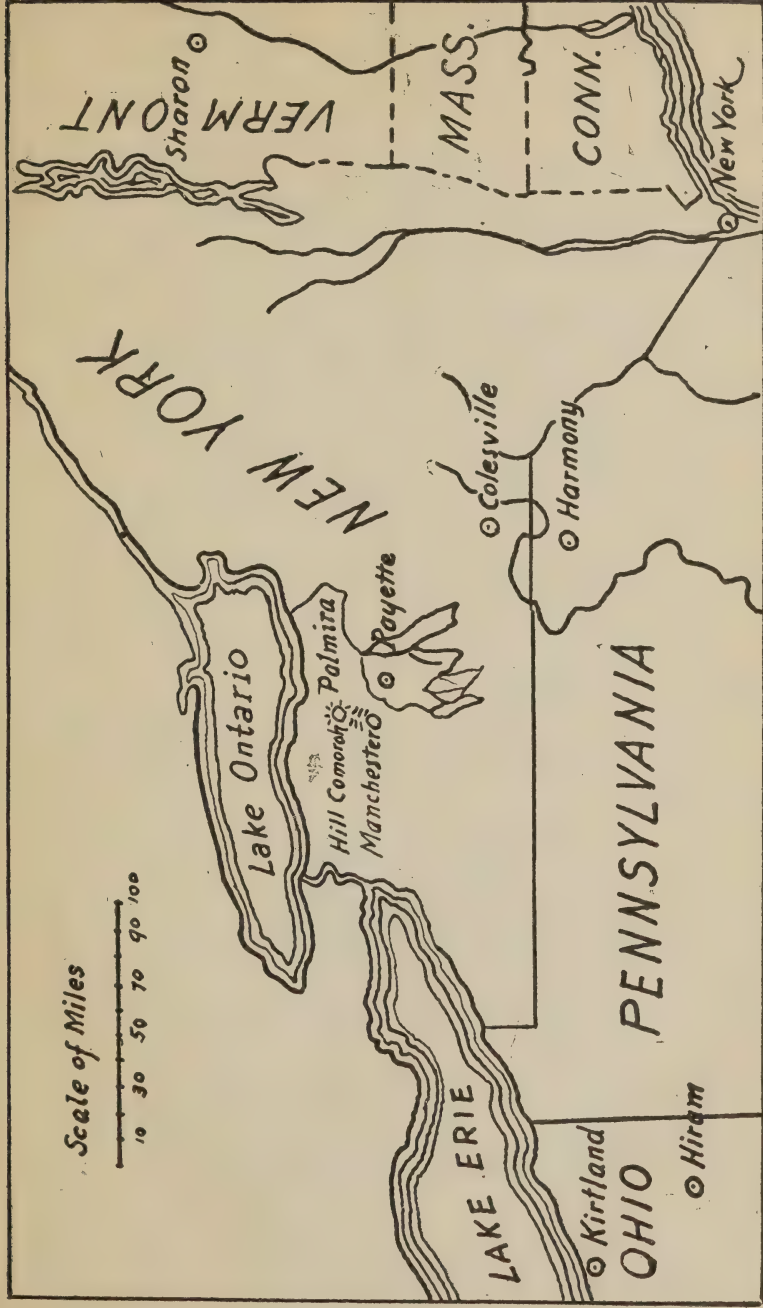 Scale of Miles
10 30 50 70 90 100
Lake Ontario
NEW YORK
VERMONT
Sharon
Hill Comorah
Palmira
Manchester
Payette
MASS.
LAKE ERIE
Colesville
CONN.
Harmony
Kirtland
OHIO
PENNSYLVANIA
Hiram
New York